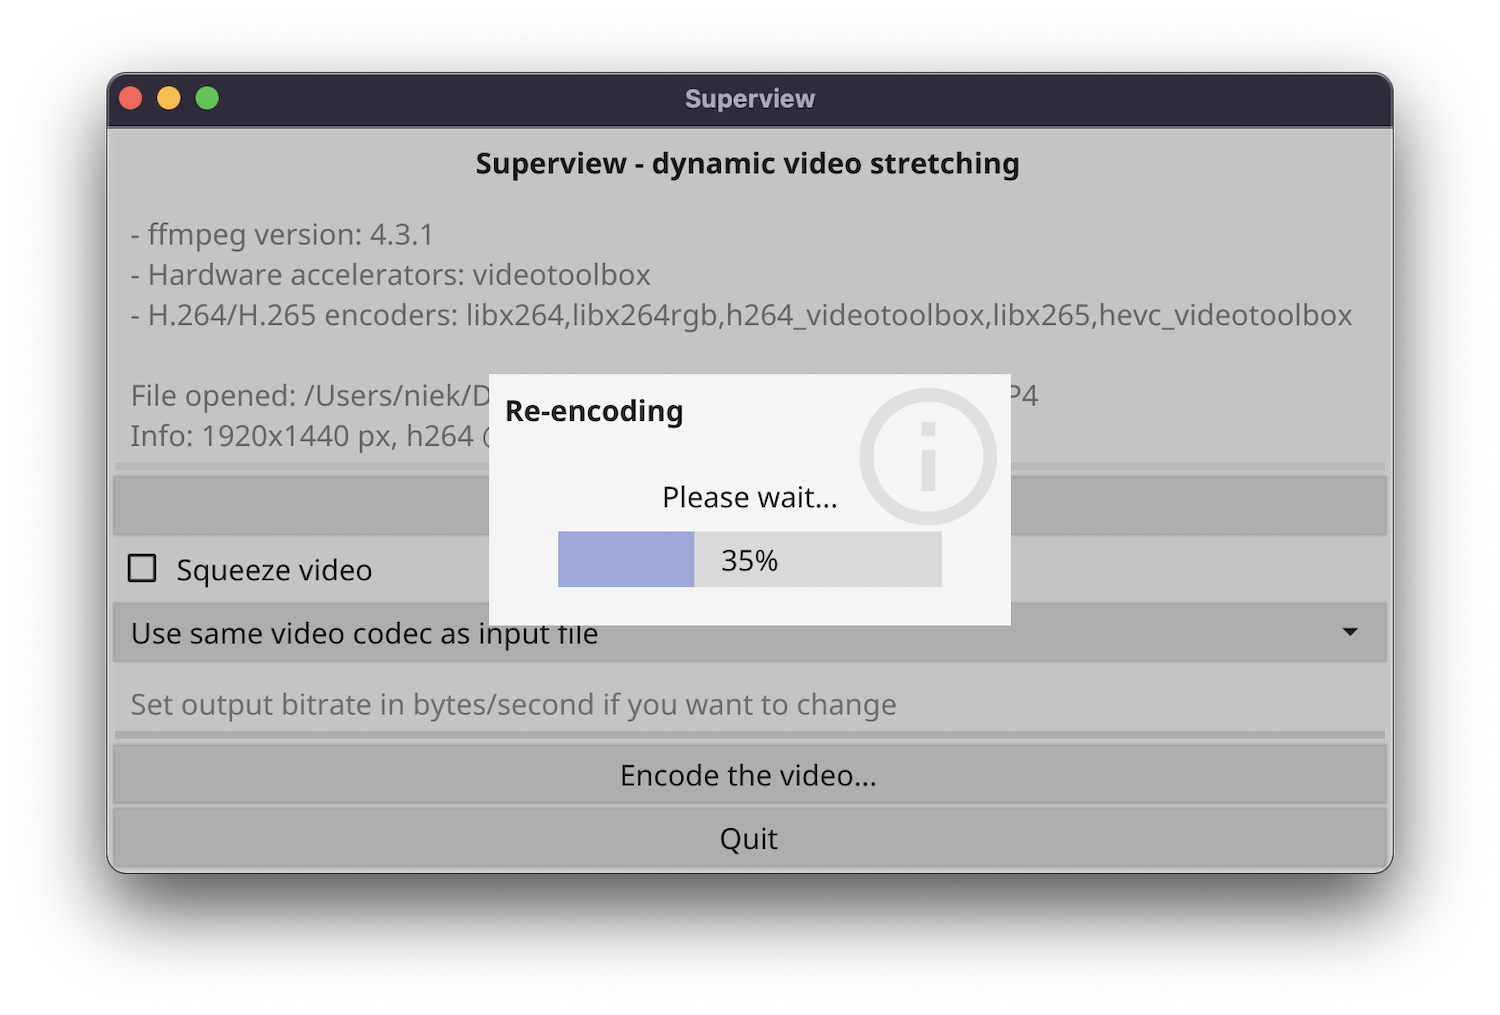 Superview
Superview - dynamic video stretching
- ffmpeg version: 4.3.1
- Hardware accelerators: videotoolbox
- H.264/H.265 encoders: libx264,libx264rgb,h264_videotoolbox,libx265,hevc_videotoolbox
File opened: /Users/niek/D P4
Info: 1920x1440 px, h264
Re-encoding
Please wait...
35%
Squeeze video
Use same video codec as input file
Set output bitrate in bytes/second if you want to change
Encode the video...
Quit